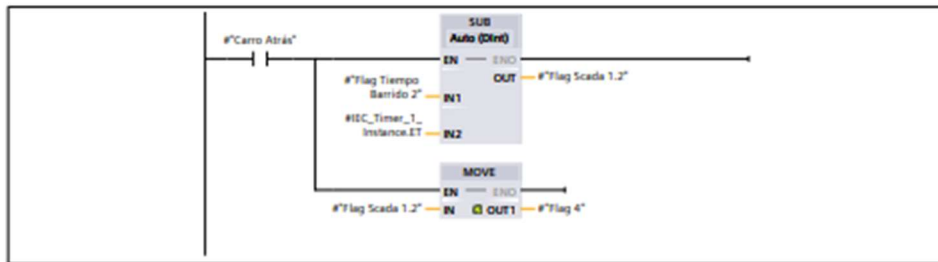 SUB
Auto (DInt)
#"Carro Atrás"
EN
ENO
OUT
#"Flag Scada 1.2"
#"Flag Tiempo
Barrido 2"
IN1
#IEC_Timer_1_
Instance.ET
IN2
MOVE
EN
ENO
#"Flag Scada 1.2"
IN
OUT1
#"Flag 4"